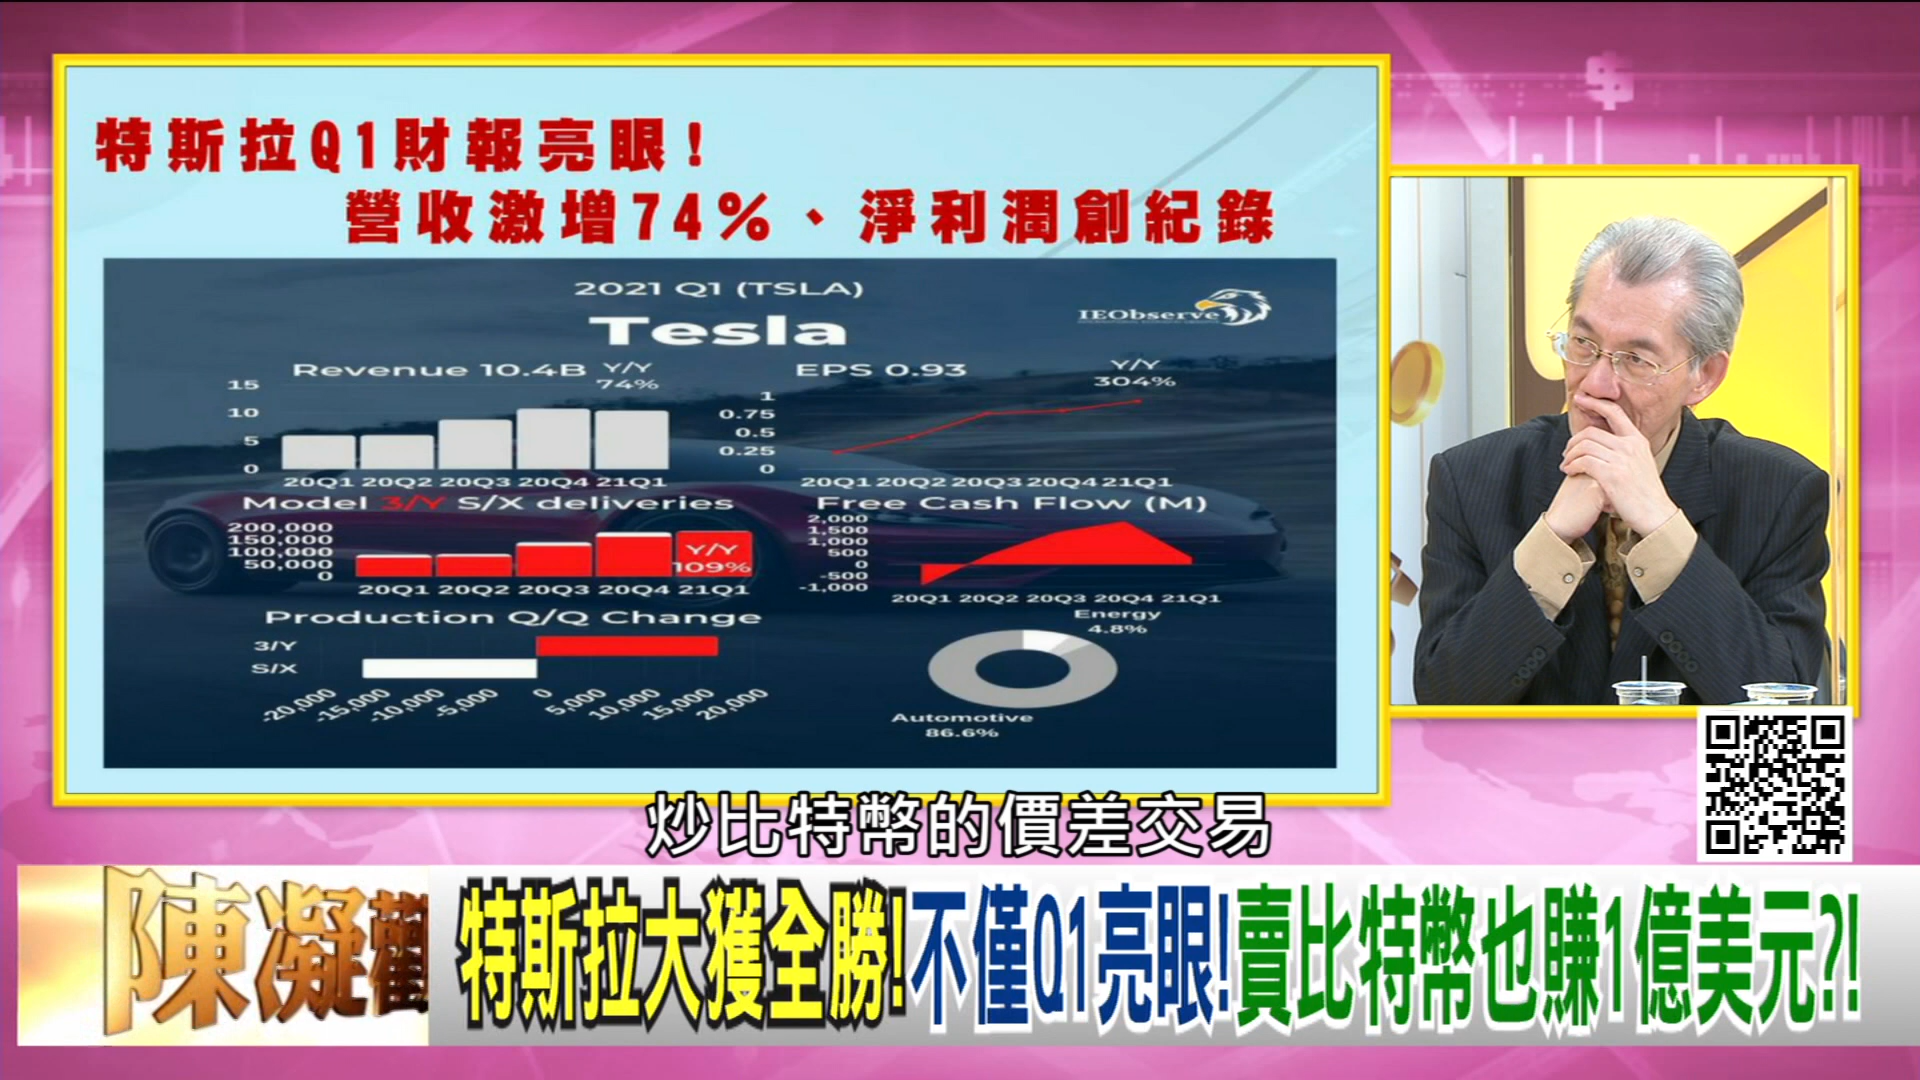 特斯拉Q1財報亮眼!
營收激增74%、淨利潤創紀錄
2021 Q1 (TSLA)
Tesla
IEObserve
Revenue 10.4B Y/Y
74%
15
10
5
0
20Q1 20Q2 20Q3 20Q4 21Q1
EPS 0.93
Y/Y
304%
1
0.75
0.5
0.25
0
20Q1 20Q2 20Q3 20Q4 21Q1
Model 3/Y S/X deliveries
200,000
150,000
100,000
50,000
0
Y/Y
109%
20Q1 20Q2 20Q3 20Q4 21Q1
Free Cash Flow (M)
2,000
1,500
1,000
500
0
-500
-1,000
20Q1 20Q2 20Q3 20Q4 21Q1
Production Q/Q Change
3/Y
S/X
-20,000 -15,000 -10,000 -5,000 0 5,000 10,000 15,000 20,000
Energy
4.8%
Automotive
86.6%
炒比特幣的價差交易
陳凝觀
特斯拉大獲全勝!不僅Q1亮眼!賣比特幣也賺1億美元?!